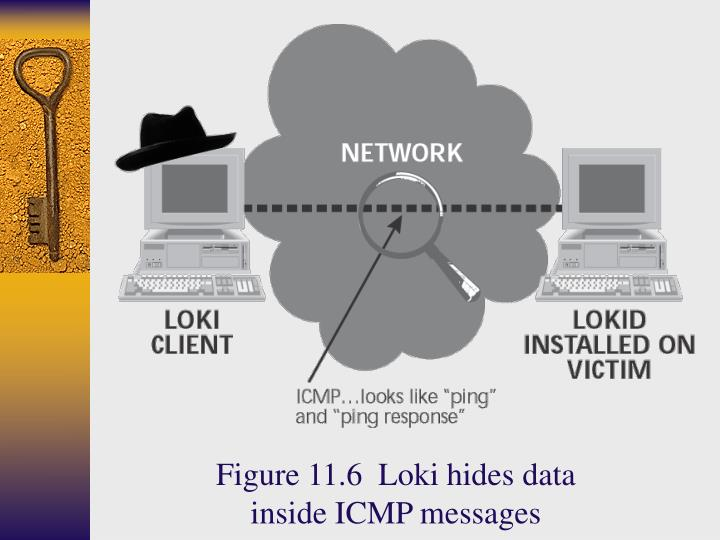 NETWORK
LOKI
CLIENT
LOKID
INSTALLED ON
VICTIM
ICMP...looks like “ping”
and “ping response”
Figure 11.6 Loki hides data
inside ICMP messages